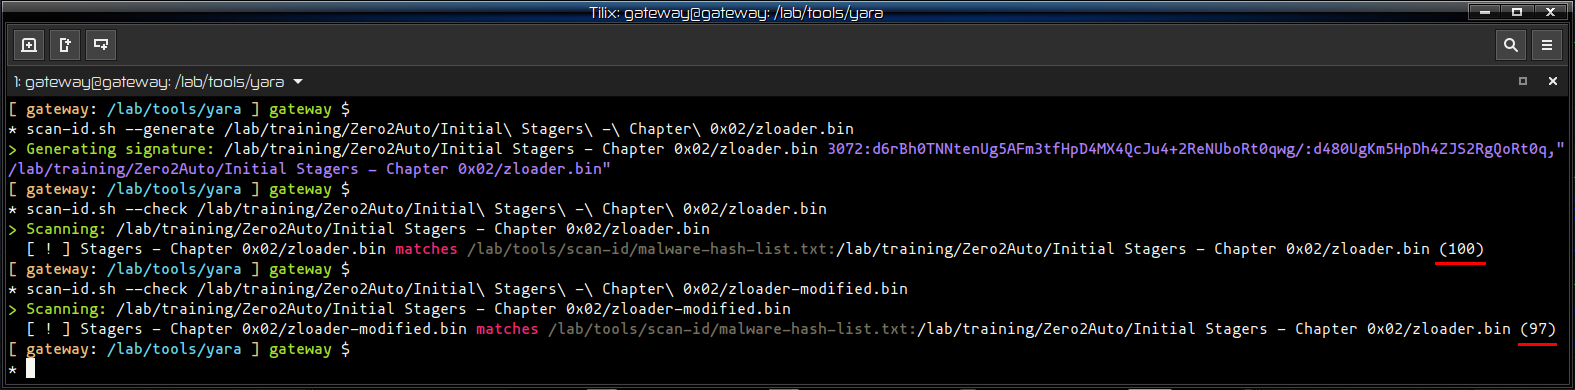 Tilix: gateway@gateway: /lab/tools/yara
1: gateway@gateway: /lab/tools/yara
[ gateway: /lab/tools/yara ] gateway $
* scan-id.sh --generate /lab/training/Zero2Auto/Initial\ Stagers\ -\ Chapter\ 0x02/zloader.bin
> Generating signature: /lab/training/Zero2Auto/Initial Stagers - Chapter 0x02/zloader.bin 3072:d6rBh0TNNtenUg5AFm3tfHpD4MX4QcJu4+2ReNUboRt0qwg/:d480UgKm5HpDh4ZJS2RgQoRt0q,"
/lab/training/Zero2Auto/Initial Stagers - Chapter 0x02/zloader.bin"
[ gateway: /lab/tools/yara ] gateway $
* scan-id.sh --check /lab/training/Zero2Auto/Initial\ Stagers\ -\ Chapter\ 0x02/zloader.bin
> Scanning: /lab/training/Zero2Auto/Initial Stagers - Chapter 0x02/zloader.bin
[ ! ] Stagers - Chapter 0x02/zloader.bin matches /lab/tools/scan-id/malware-hash-list.txt:/lab/training/Zero2Auto/Initial Stagers - Chapter 0x02/zloader.bin (100)
[ gateway: /lab/tools/yara ] gateway $
* scan-id.sh --check /lab/training/Zero2Auto/Initial\ Stagers\ -\ Chapter\ 0x02/zloader-modified.bin
> Scanning: /lab/training/Zero2Auto/Initial Stagers - Chapter 0x02/zloader-modified.bin
[ ! ] Stagers - Chapter 0x02/zloader-modified.bin matches /lab/tools/scan-id/malware-hash-list.txt:/lab/training/Zero2Auto/Initial Stagers - Chapter 0x02/zloader.bin (97)
[ gateway: /lab/tools/yara ] gateway $
*